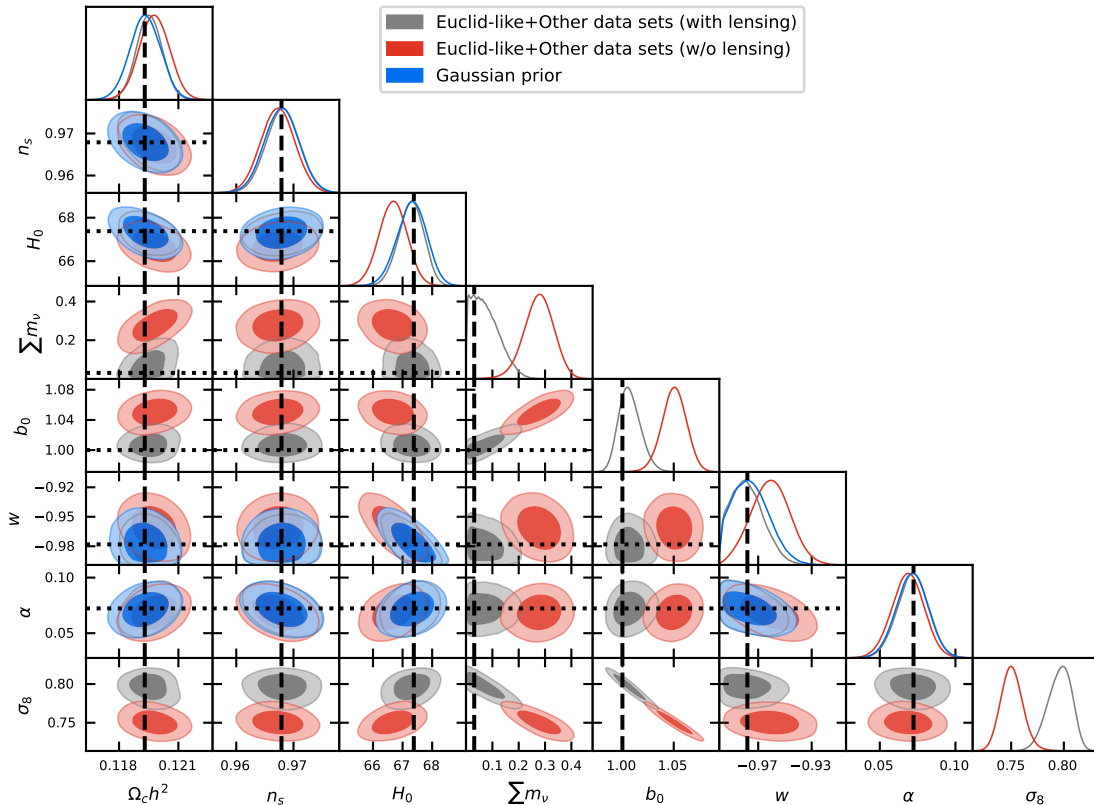 Euclid-like+Other data sets (with lensing)
Euclid-like+Other data sets (w/o lensing)
Gaussian prior
n_s
0.97
0.96
H_0
68
66
∑m_ν
0.4
0.2
b_0
1.08
1.04
1.00
w
−0.92
−0.95
−0.98
α
0.10
0.05
σ_8
0.80
0.75
0.118 0.121 0.96 0.97 66 67 68 0.1 0.2 0.3 0.4 1.00 1.05 −0.97 −0.93 0.05 0.10 0.75 0.80
Ω_c h² n_s H_0 ∑m_ν b_0 w α σ_8